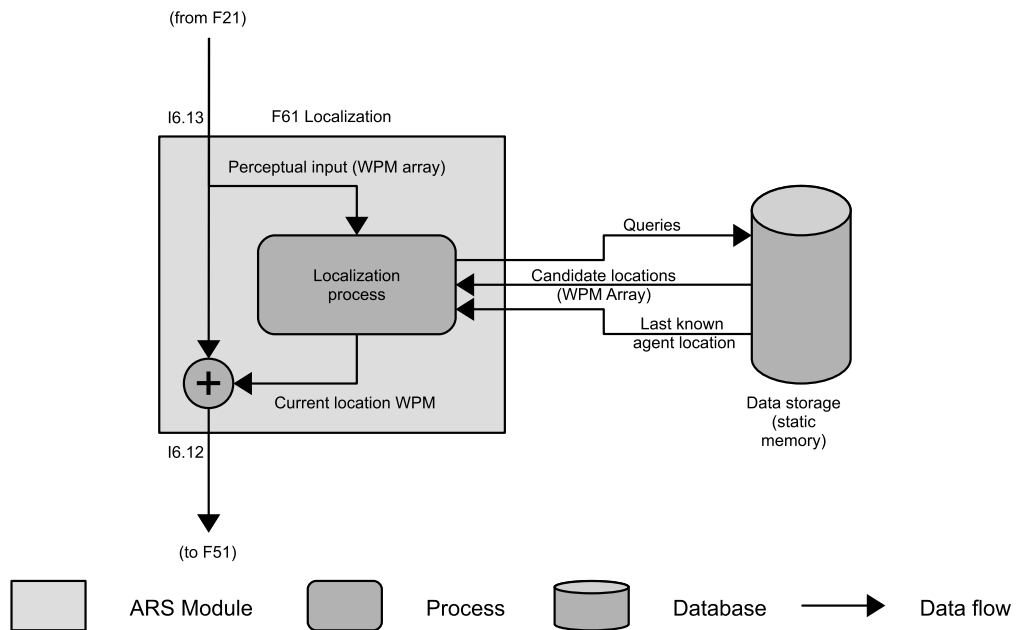 (from F21)
I6.13
F61 Localization
Perceptual input (WPM array)
Localization
process
Queries
Candidate locations
(WPM Array)
Last known
agent location
+
Current location WPM
Data storage
(static
memory)
I6.12
(to F51)
ARS Module
Process
Database
Data flow